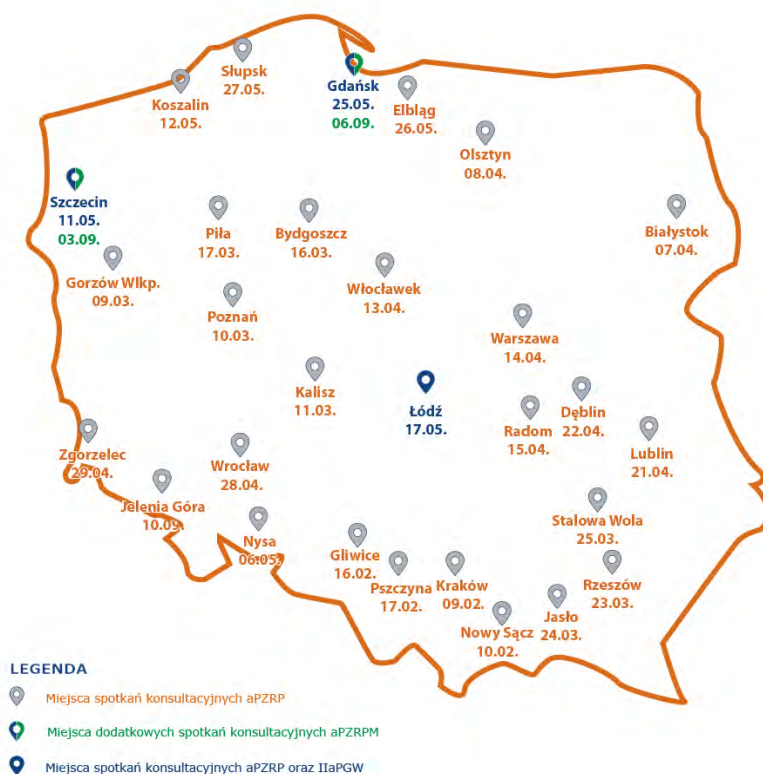 Słupsk
27.05.
Koszalin
12.05.
Gdańsk
25.05.
06.09.
Elbląg
26.05.
Olsztyn
08.04.
Szczecin
11.05.
03.09.
Piła
17.03.
Bydgoszcz
16.03.
Białystok
07.04.
Gorzów Wlkp.
09.03.
Włocławek
13.04.
Poznań
10.03.
Warszawa
14.04.
Kalisz
11.03.
Łódź
17.05.
Radom
15.04.
Dęblin
22.04.
Lublin
21.04.
Zgorzelec
29.04.
Wrocław
28.04.
Jelenia Góra
10.09.
Nysa
06.05.
Stalowa Wola
25.03.
Gliwice
16.02.
Pszczyna
17.02.
Kraków
09.02.
Rzeszów
23.03.
Nowy Sącz
10.02.
Jasło
24.03.
LEGENDA
Miejsca spotkań konsultacyjnych aPZRP
Miejsca dodatkowych spotkań konsultacyjnych aPZRPM
Miejsca spotkań konsultacyjnych aPZRP oraz IIaPGW